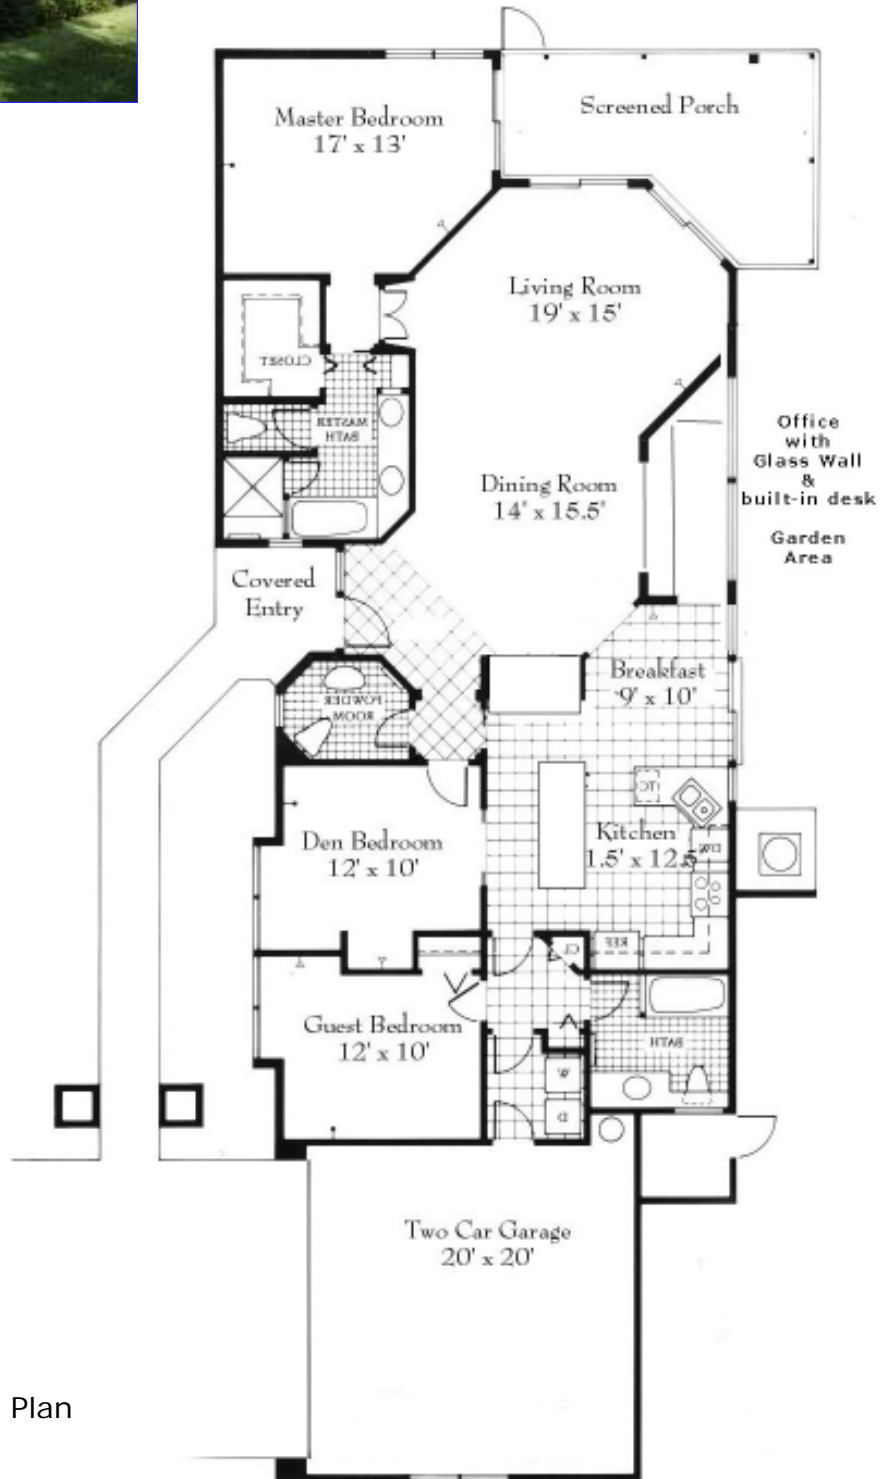 Master Bedroom
17' x 13'
Screened Porch
Living Room
19' x 15'
CLOSET
MASTER
BATH
Office
with
Glass Wall
&
built-in desk
Garden
Area
Dining Room
14' x 15.5'
Covered
Entry
Breakfast
9' x 10'
POWDER
ROOM
TC
Kitchen
1.5' x 12.5'
DW
Den Bedroom
12' x 10'
REF
CL
Guest Bedroom
12' x 10'
BATH
W
D
Two Car Garage
20' x 20'
Plan